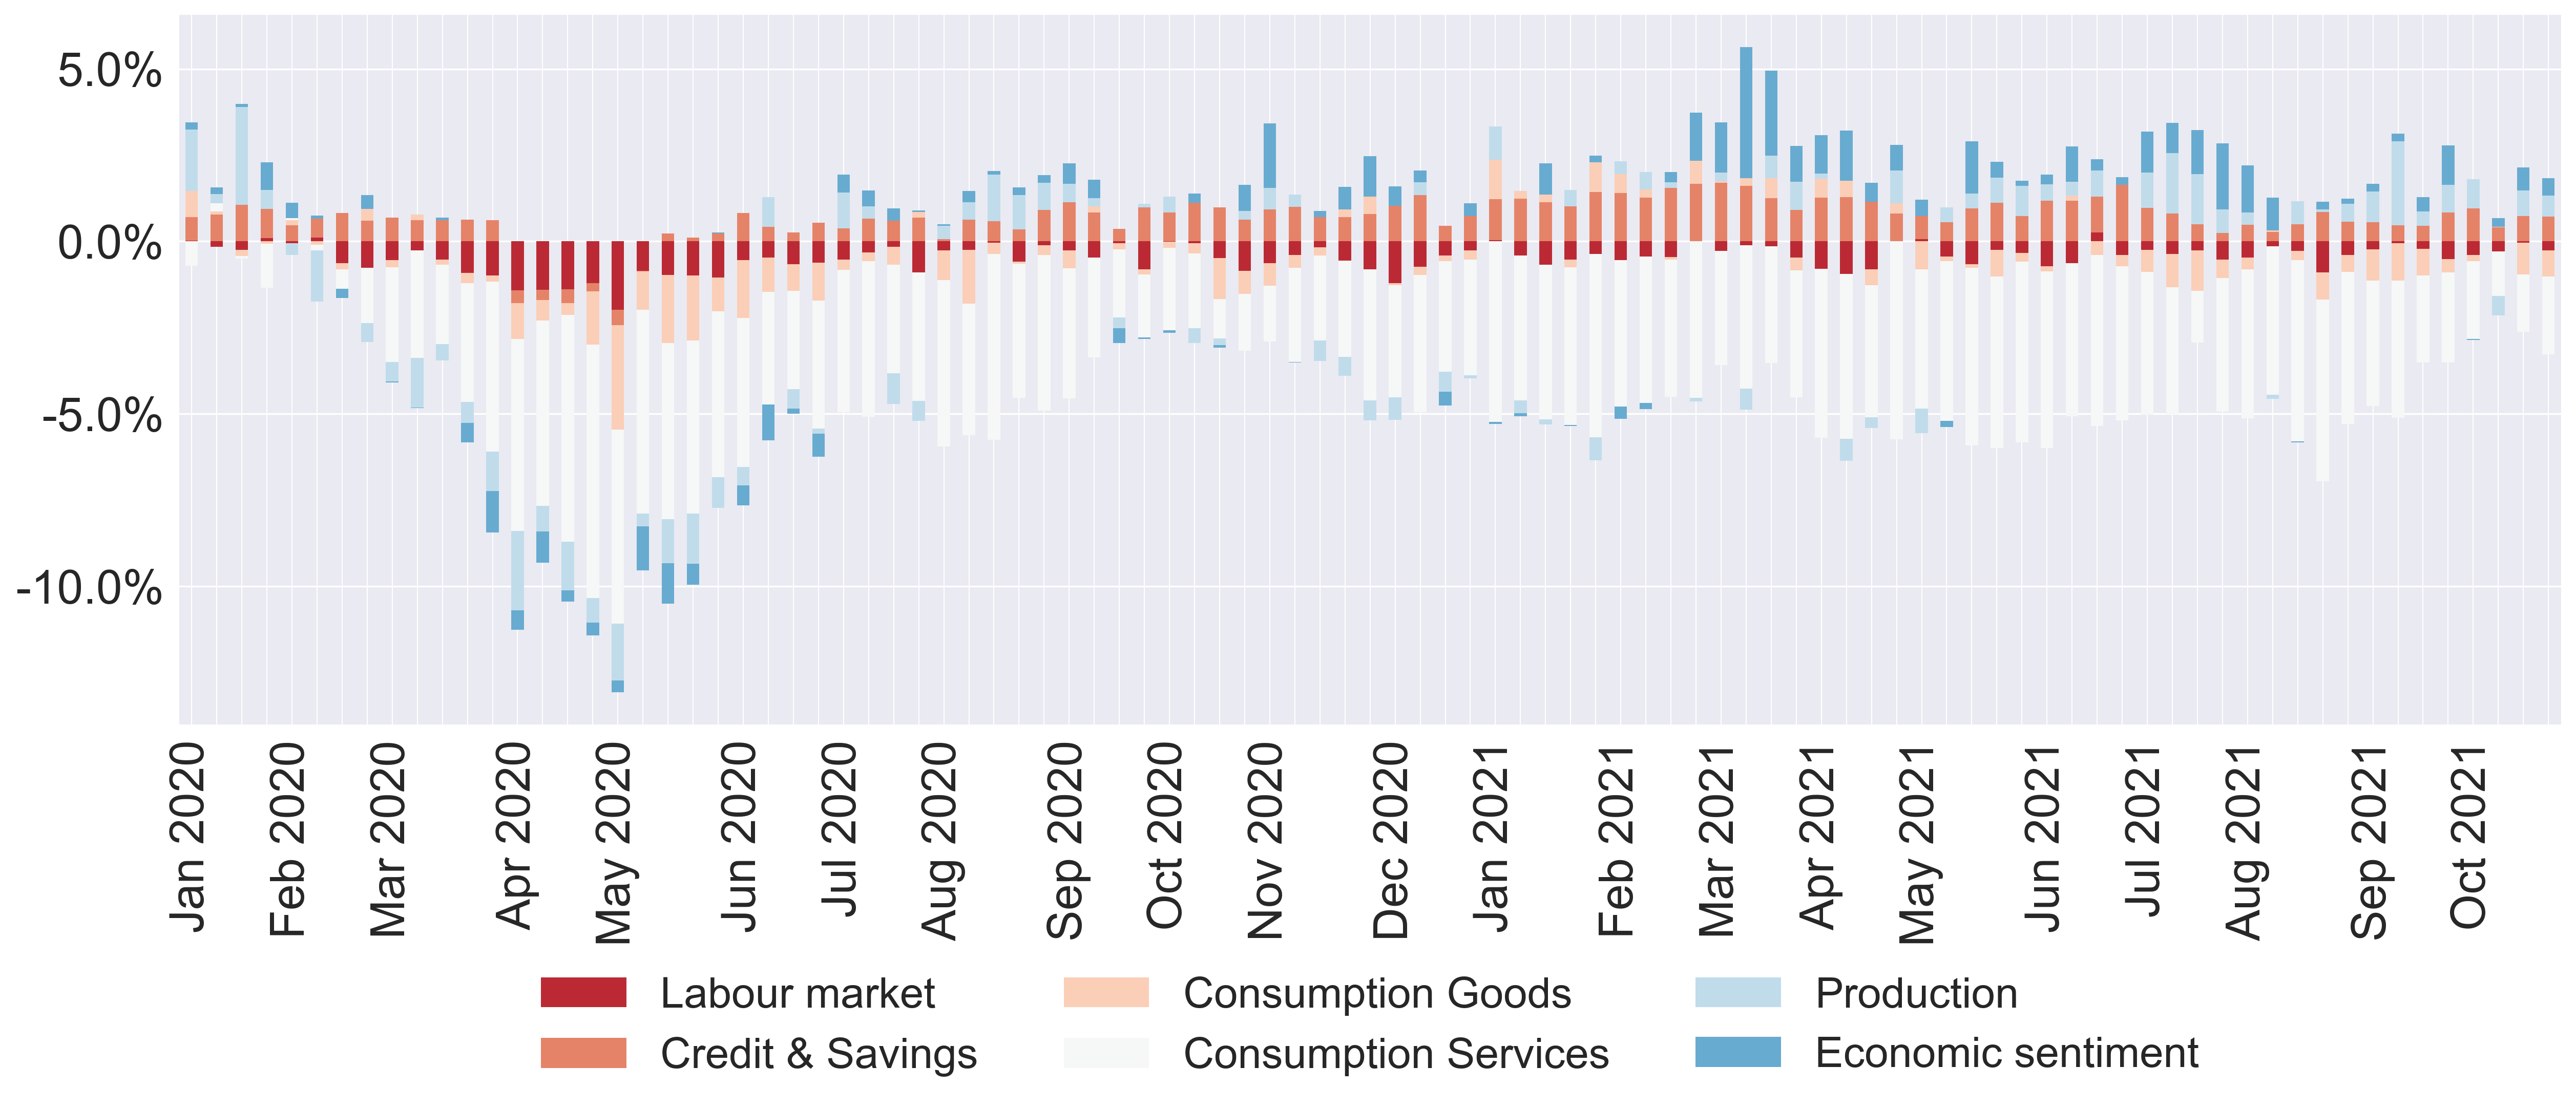 5.0%
0.0%
-5.0%
-10.0%
Jan 2020
Feb 2020
Mar 2020
Apr 2020
May 2020
Jun 2020
Jul 2020
Aug 2020
Sep 2020
Oct 2020
Nov 2020
Dec 2020
Jan 2021
Feb 2021
Mar 2021
Apr 2021
May 2021
Jun 2021
Jul 2021
Aug 2021
Sep 2021
Oct 2021
Labour market
Consumption Goods
Production
Credit & Savings
Consumption Services
Economic sentiment